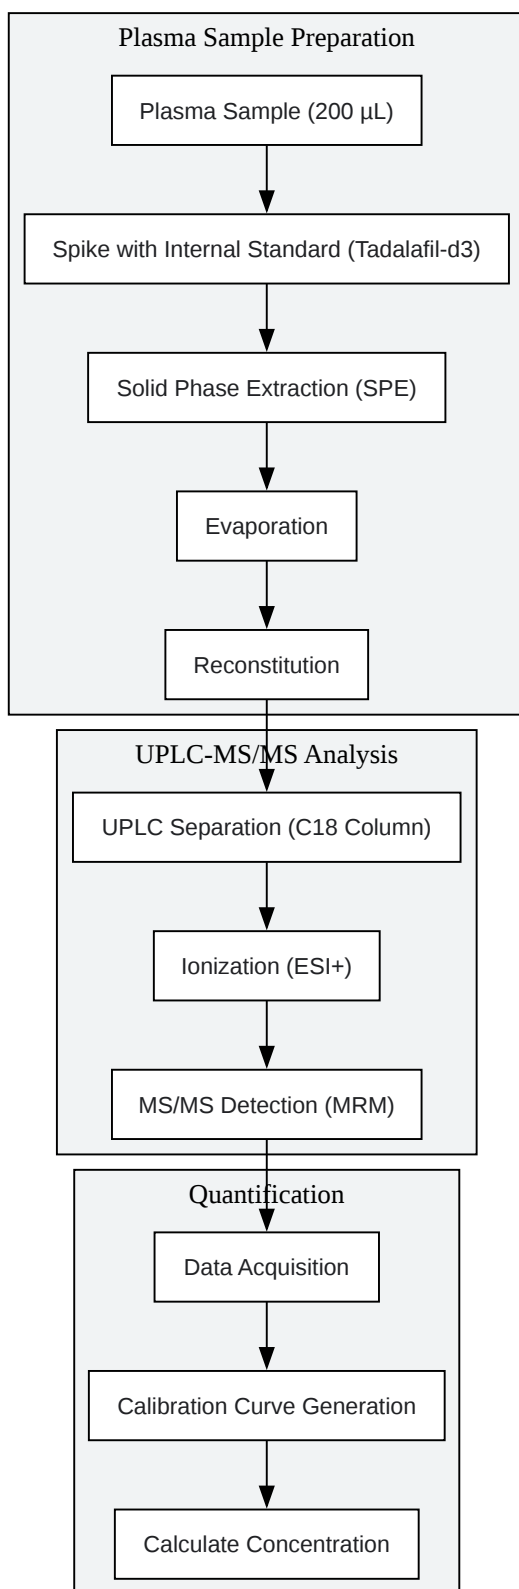 Plasma Sample Preparation
Plasma Sample (200 µL)
Spike with Internal Standard (Tadalafil-d3)
Solid Phase Extraction (SPE)
Evaporation
Reconstitution
UPLC-MS/MS Analysis
UPLC Separation (C18 Column)
Ionization (ESI+)
MS/MS Detection (MRM)
Quantification
Data Acquisition
Calibration Curve Generation
Calculate Concentration